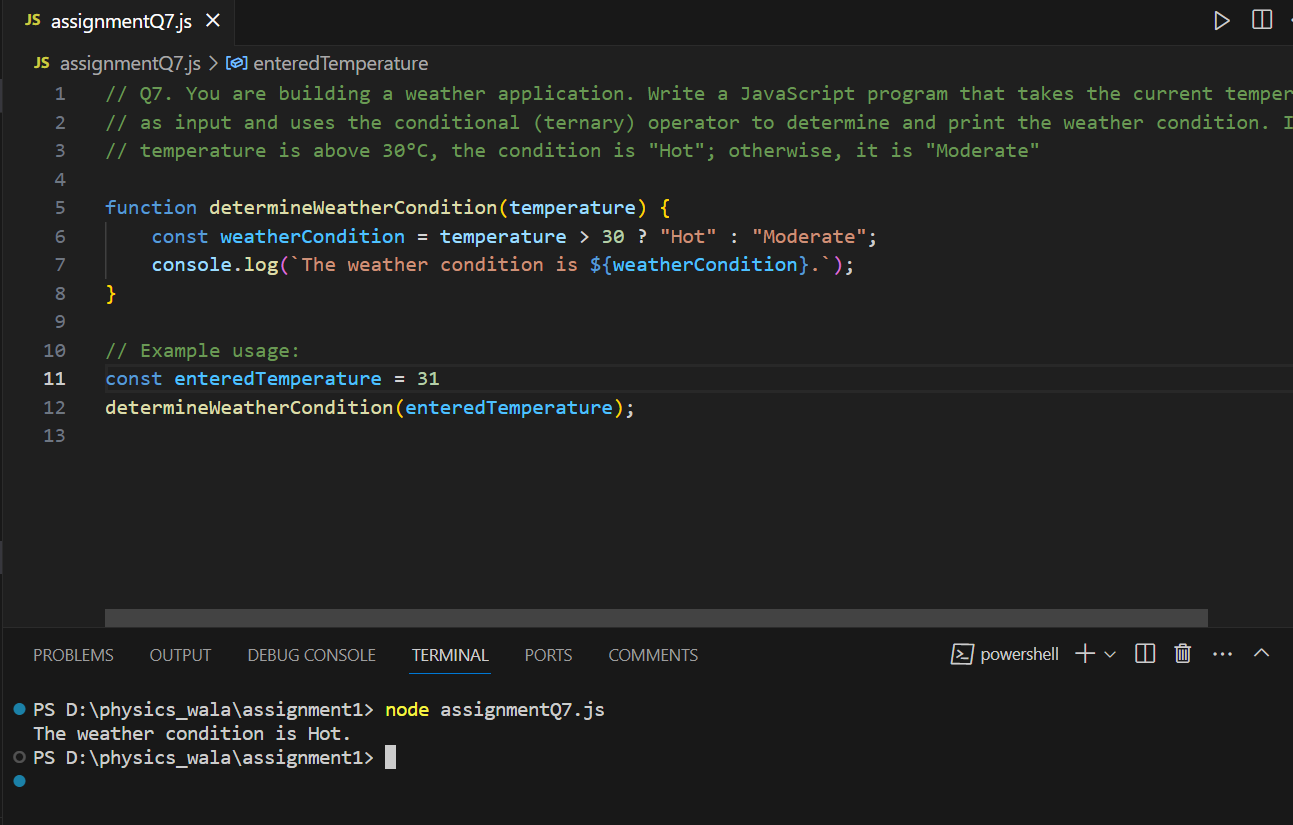 JS assignmentQ7.js
JS assignmentQ7.js > enteredTemperature
1 // Q7. You are building a weather application. Write a JavaScript program that takes the current temper
2 // as input and uses the conditional (ternary) operator to determine and print the weather condition. I
3 // temperature is above 30°C, the condition is "Hot"; otherwise, it is "Moderate"
4
5 function determineWeatherCondition(temperature) {
6     const weatherCondition = temperature > 30 ? "Hot" : "Moderate";
7     console.log(`The weather condition is ${weatherCondition}.`);
8 }
9
10 // Example usage:
11 const enteredTemperature = 31
12 determineWeatherCondition(enteredTemperature);
13
PROBLEMS OUTPUT DEBUG CONSOLE TERMINAL PORTS COMMENTS powershell
PS D:\physics_wala\assignment1> node assignmentQ7.js
The weather condition is Hot.
PS D:\physics_wala\assignment1>